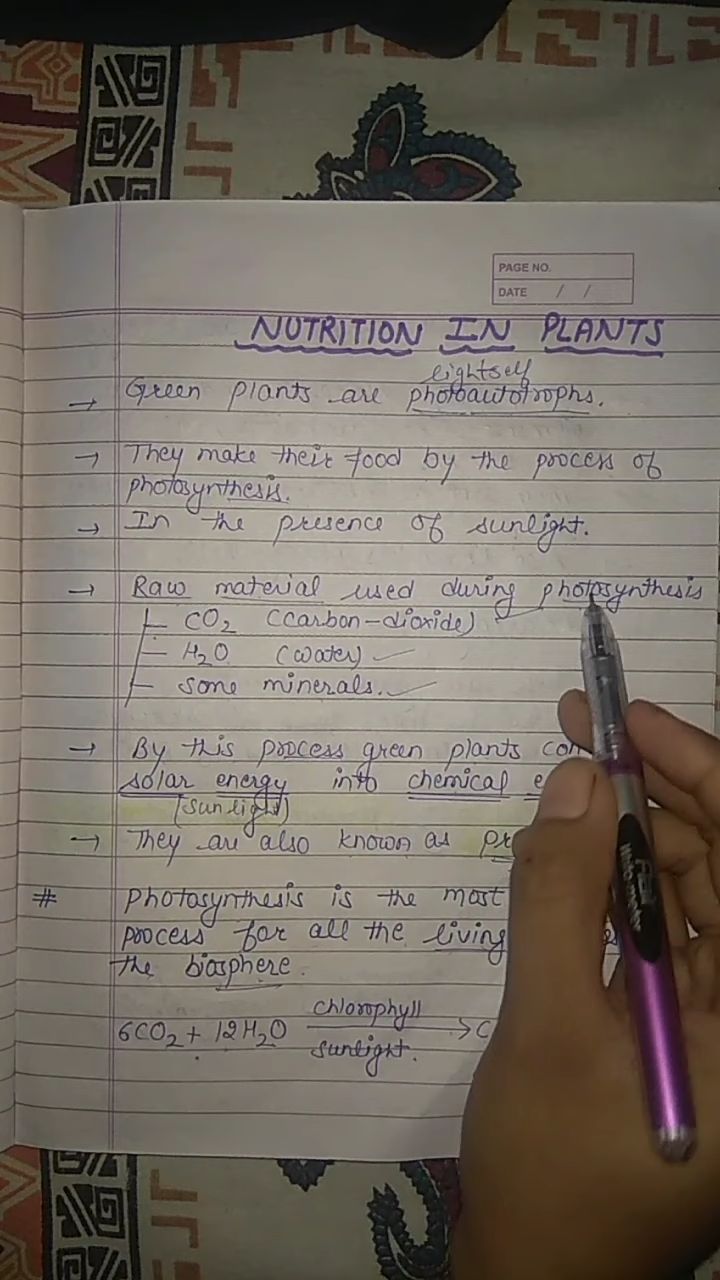 PAGE NO.
DATE / /
NUTRITION IN PLANTS
lightself
→ Green plants are photoautotrophs.
→ They make their food by the process of
photosynthesis.
→ In the presence of sunlight.
→ Raw material used during photosynthesis
CO2 (carbon-dioxide)
H2O (water)
some minerals.
→ By this process green plants
solar energy into chemical
(sunlight)
→ They are also known as
# Photosynthesis is the most
process for all the living
the biosphere.
chlorophyll
6CO2 + 12H2O → C
sunlight.